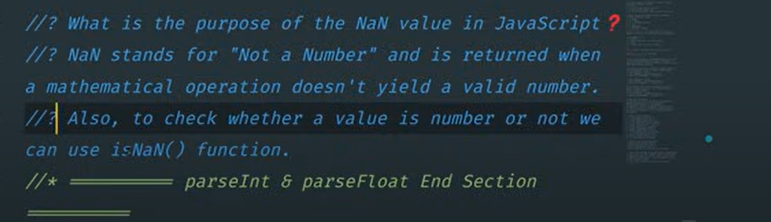 //? What is the purpose of the NaN value in JavaScript❓
//? NaN stands for "Not a Number" and is returned when
a mathematical operation doesn't yield a valid number.
//? Also, to check whether a value is number or not we
can use isNaN() function.
//* ========== parseInt & parseFloat End Section
==========